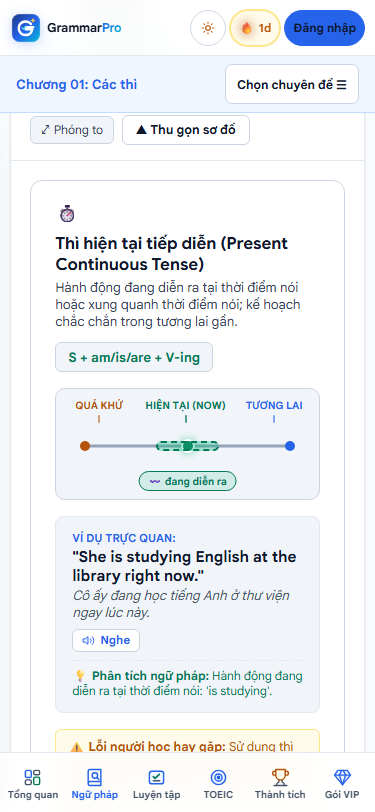 GrammarPro
1d
Đăng nhập
Chương 01: Các thì
Chọn chuyên đề ☰
Phóng to
▲ Thu gọn sơ đồ
Thì hiện tại tiếp diễn (Present
Continuous Tense)
Hành động đang diễn ra tại thời điểm nói
hoặc xung quanh thời điểm nói; kế hoạch
chắc chắn trong tương lai gần.
S + am/is/are + V-ing
QUÁ KHỨ
HIỆN TẠI (NOW)
TƯƠNG LAI
đang diễn ra
VÍ DỤ TRỰC QUAN:
"She is studying English at the
library right now."
Cô ấy đang học tiếng Anh ở thư viện
ngay lúc này.
Nghe
Phân tích ngữ pháp: Hành động đang
diễn ra tại thời điểm nói: 'is studying'.
Lỗi người học hay gặp: Sử dụng thì
Tổng quan
Ngữ pháp
Luyện tập
TOEIC
Thành tích
Gói VIP